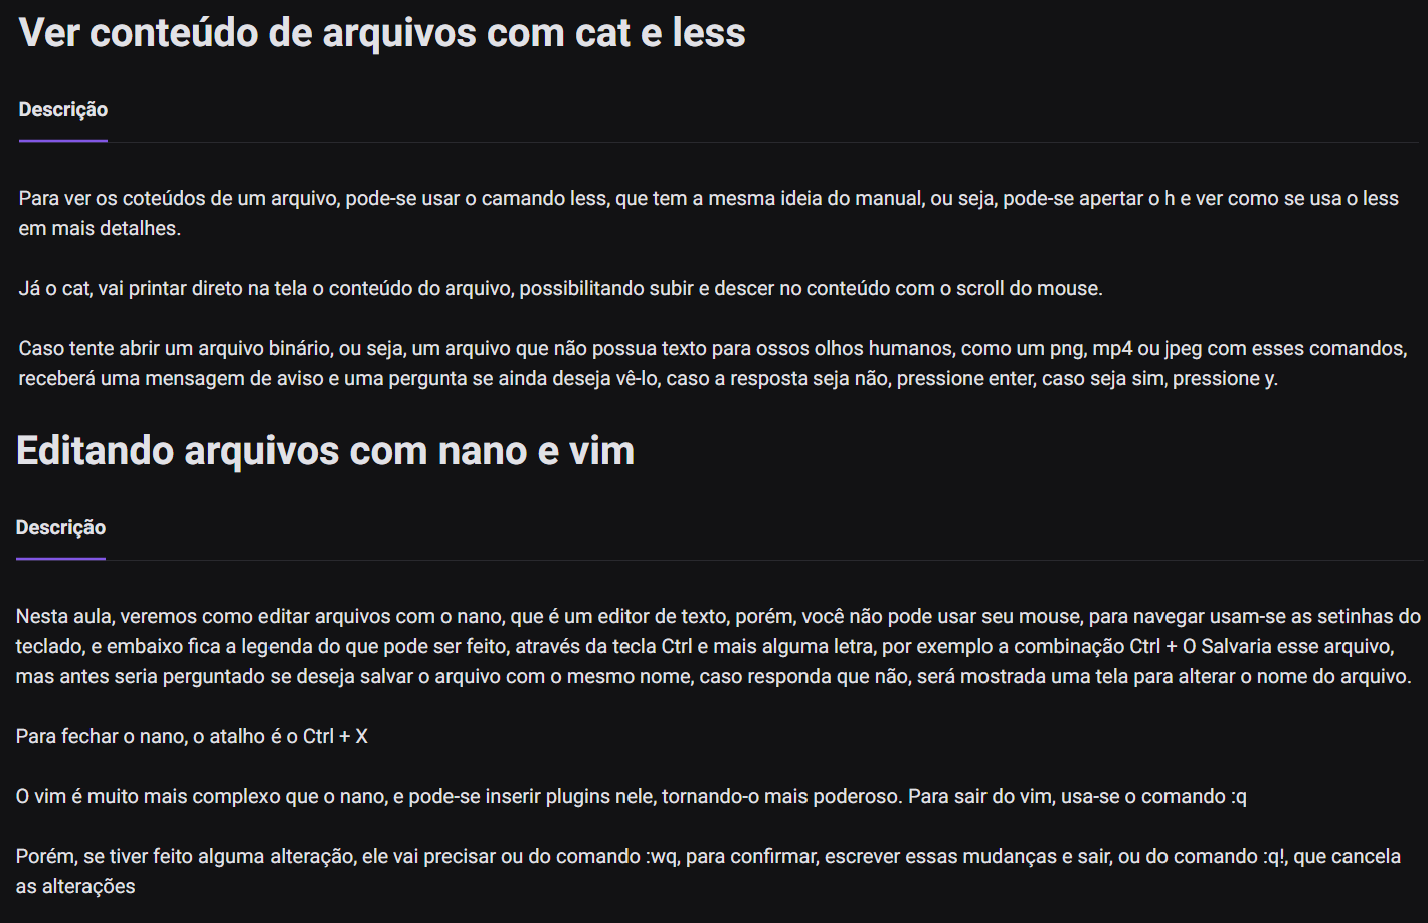 Ver conteúdo de arquivos com cat e less
Descrição
Para ver os coteúdos de um arquivo, pode-se usar o camando less, que tem a mesma ideia do manual, ou seja, pode-se apertar o h e ver como se usa o less
em mais detalhes.
Já o cat, vai printar direto na tela o conteúdo do arquivo, possibilitando subir e descer no conteúdo com o scroll do mouse.
Caso tente abrir um arquivo binário, ou seja, um arquivo que não possua texto para ossos olhos humanos, como um png, mp4 ou jpeg com esses comandos,
receberá uma mensagem de aviso e uma pergunta se ainda deseja vê-lo, caso a resposta seja não, pressione enter, caso seja sim, pressione y.
Editando arquivos com nano e vim
Descrição
Nesta aula, veremos como editar arquivos com o nano, que é um editor de texto, porém, você não pode usar seu mouse, para navegar usam-se as setinhas do
teclado, e embaixo fica a legenda do que pode ser feito, através da tecla Ctrl e mais alguma letra, por exemplo a combinação Ctrl + O Salvaria esse arquivo,
mas antes seria perguntado se deseja salvar o arquivo com o mesmo nome, caso responda que não, será mostrada uma tela para alterar o nome do arquivo.
Para fechar o nano, o atalho é o Ctrl + X
O vim é muito mais complexo que o nano, e pode-se inserir plugins nele, tornando-o mais poderoso. Para sair do vim, usa-se o comando :q
Porém, se tiver feito alguma alteração, ele vai precisar ou do comando :wq, para confirmar, escrever essas mudanças e sair, ou do comando :q!, que cancela
as alterações